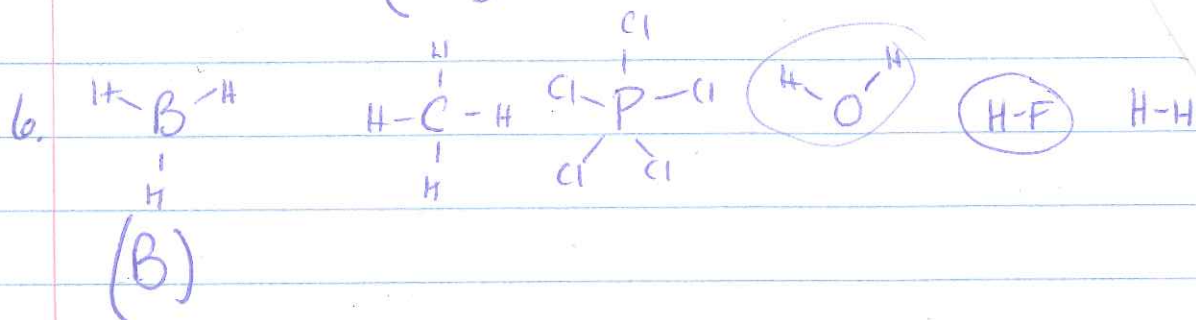 Cl
H
H B H H-C-H Cl P Cl H O H H-F H-H
H H Cl Cl
6.
(B)